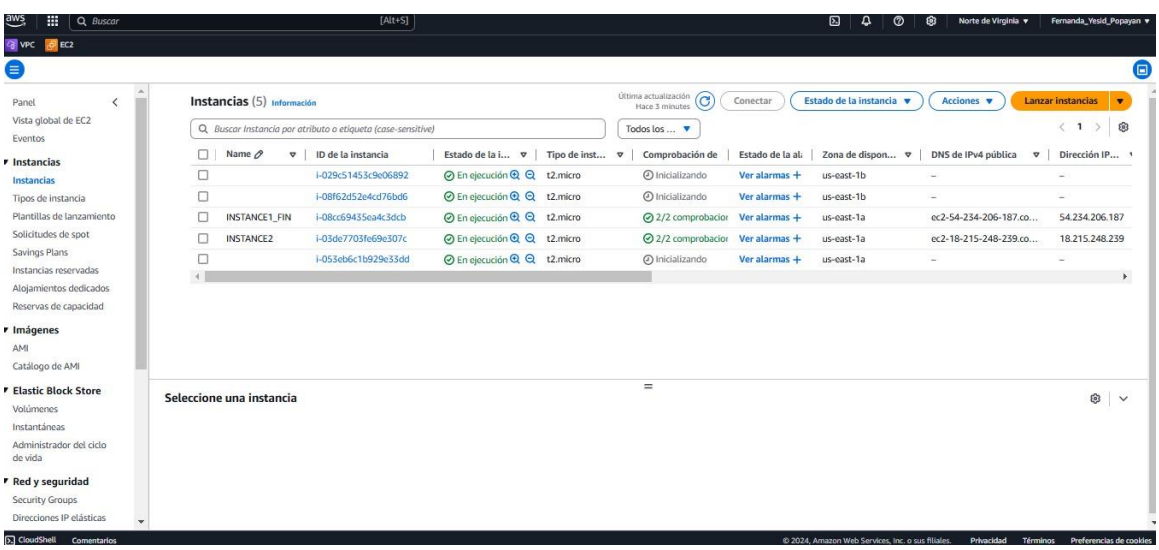 aws Buscar [Alt+S] Norte de Virginia Fernanda_Yesid_Popayan
VPC EC2
Panel
Vista global de EC2
Eventos
Instancias
Instancias
Tipos de instancia
Plantillas de lanzamiento
Solicitudes de spot
Savings Plans
Instancias reservadas
Alojamientos dedicados
Reservas de capacidad
Imágenes
AMI
Catálogo de AMI
Elastic Block Store
Volúmenes
Instantáneas
Administrador del ciclo
de vida
Red y seguridad
Security Groups
Direcciones IP elásticas
Instancias (5) Información
Última actualización
Hace 3 minutes
Conectar Estado de la instancia Acciones Lanzar instancias
Buscar Instancia por atributo o etiqueta (case-sensitive) Todos los ... 1
Name ID de la instancia Estado de la i... Tipo de inst... Comprobación de Estado de la ala Zona de dispon... DNS de IPv4 pública Dirección IP...
i-029c51453c9e06892 En ejecución t2.micro Inicializando Ver alarmas + us-east-1b – –
i-08f62d52e4cd76bd6 En ejecución t2.micro Inicializando Ver alarmas + us-east-1b – –
INSTANCE1_FIN i-08cc69435ea4c3dcb En ejecución t2.micro 2/2 comprobacior Ver alarmas + us-east-1a ec2-54-234-206-187.co... 54.234.206.187
INSTANCE2 i-03de7703fe69e307c En ejecución t2.micro 2/2 comprobacior Ver alarmas + us-east-1a ec2-18-215-248-239.co... 18.215.248.239
i-053eb6c1b929e33dd En ejecución t2.micro Inicializando Ver alarmas + us-east-1a – –
Seleccione una instancia
CloudShell Comentarios © 2024, Amazon Web Services, Inc. o sus filiales. Privacidad Términos Preferencias de cookies